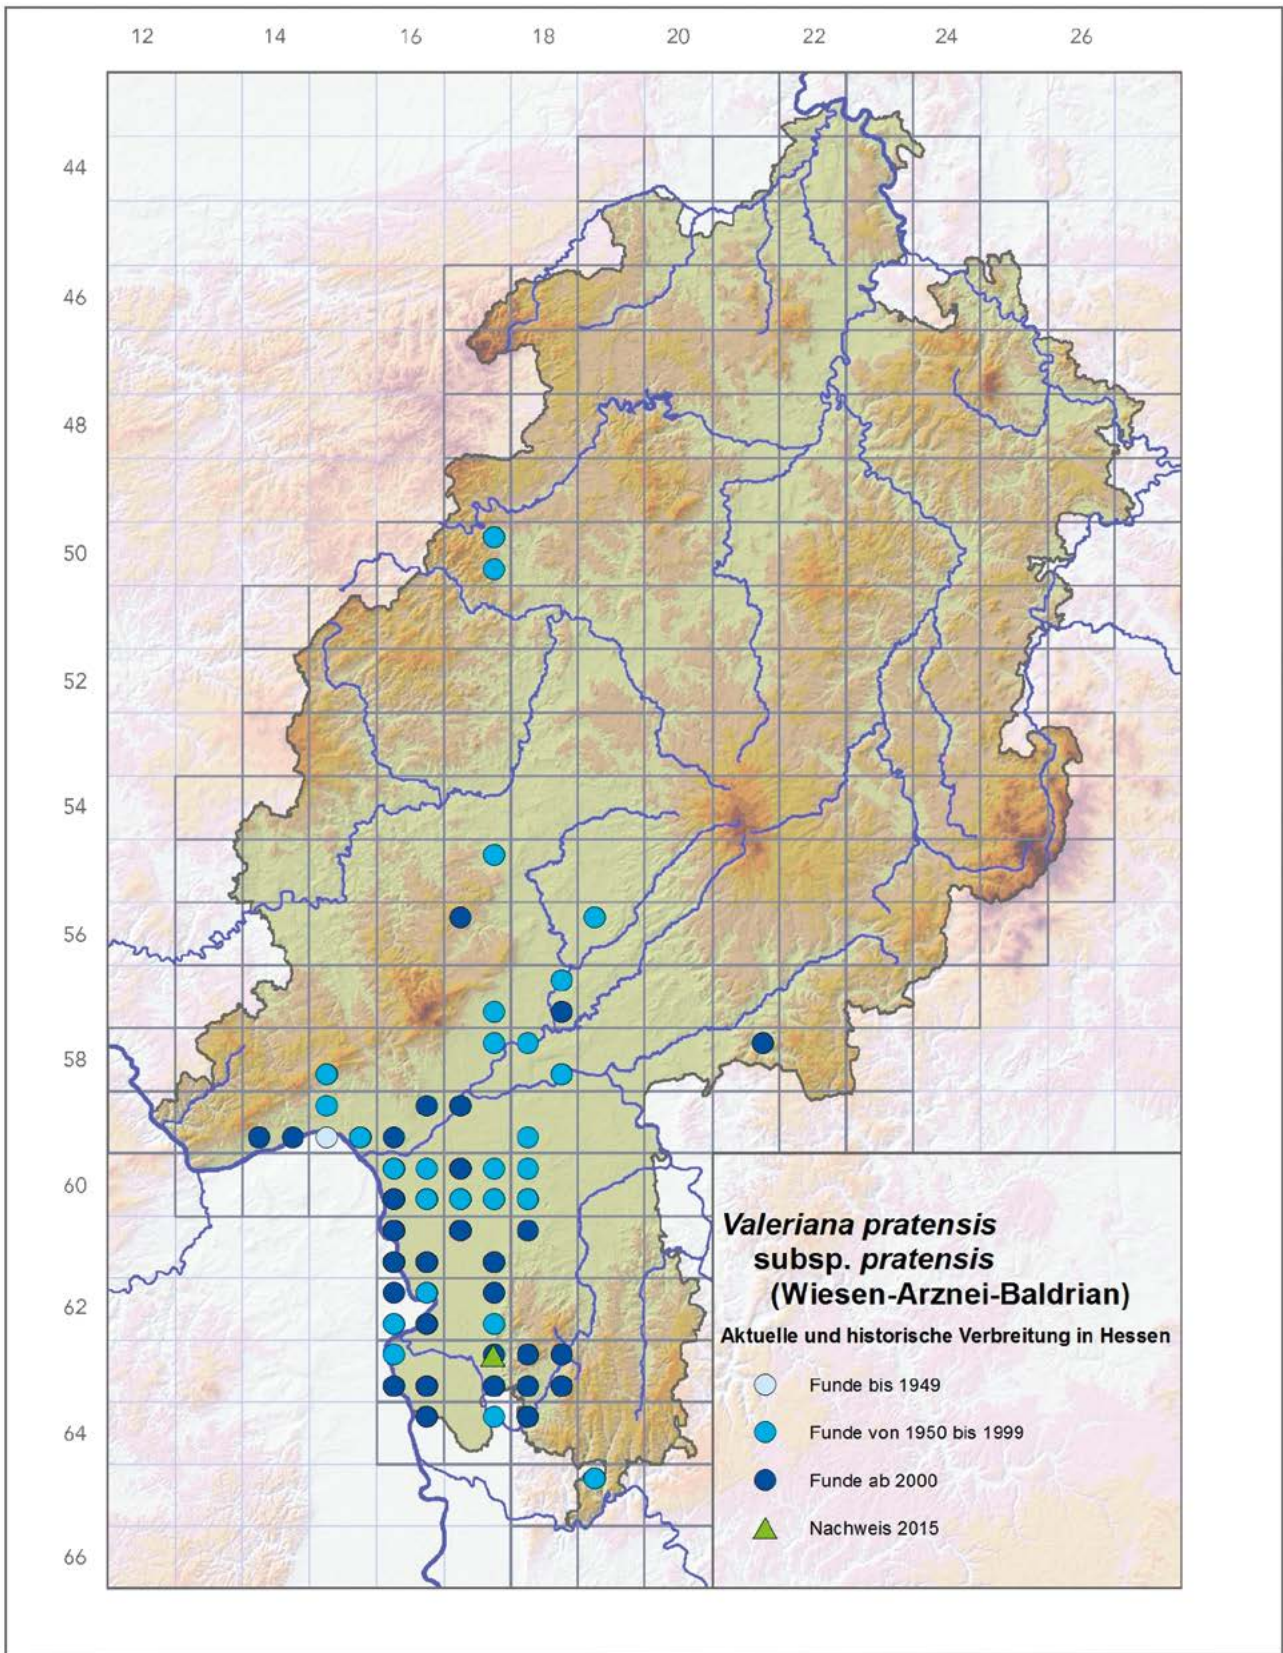 12 14 16 18 20 22 24 26
44
46
48
50
52
54
56
58
60
62
64
66
Valeriana pratensis
subsp. pratensis
(Wiesen-Arznei-Baldrian)
Aktuelle und historische Verbreitung in Hessen
Funde bis 1949
Funde von 1950 bis 1999
Funde ab 2000
Nachweis 2015